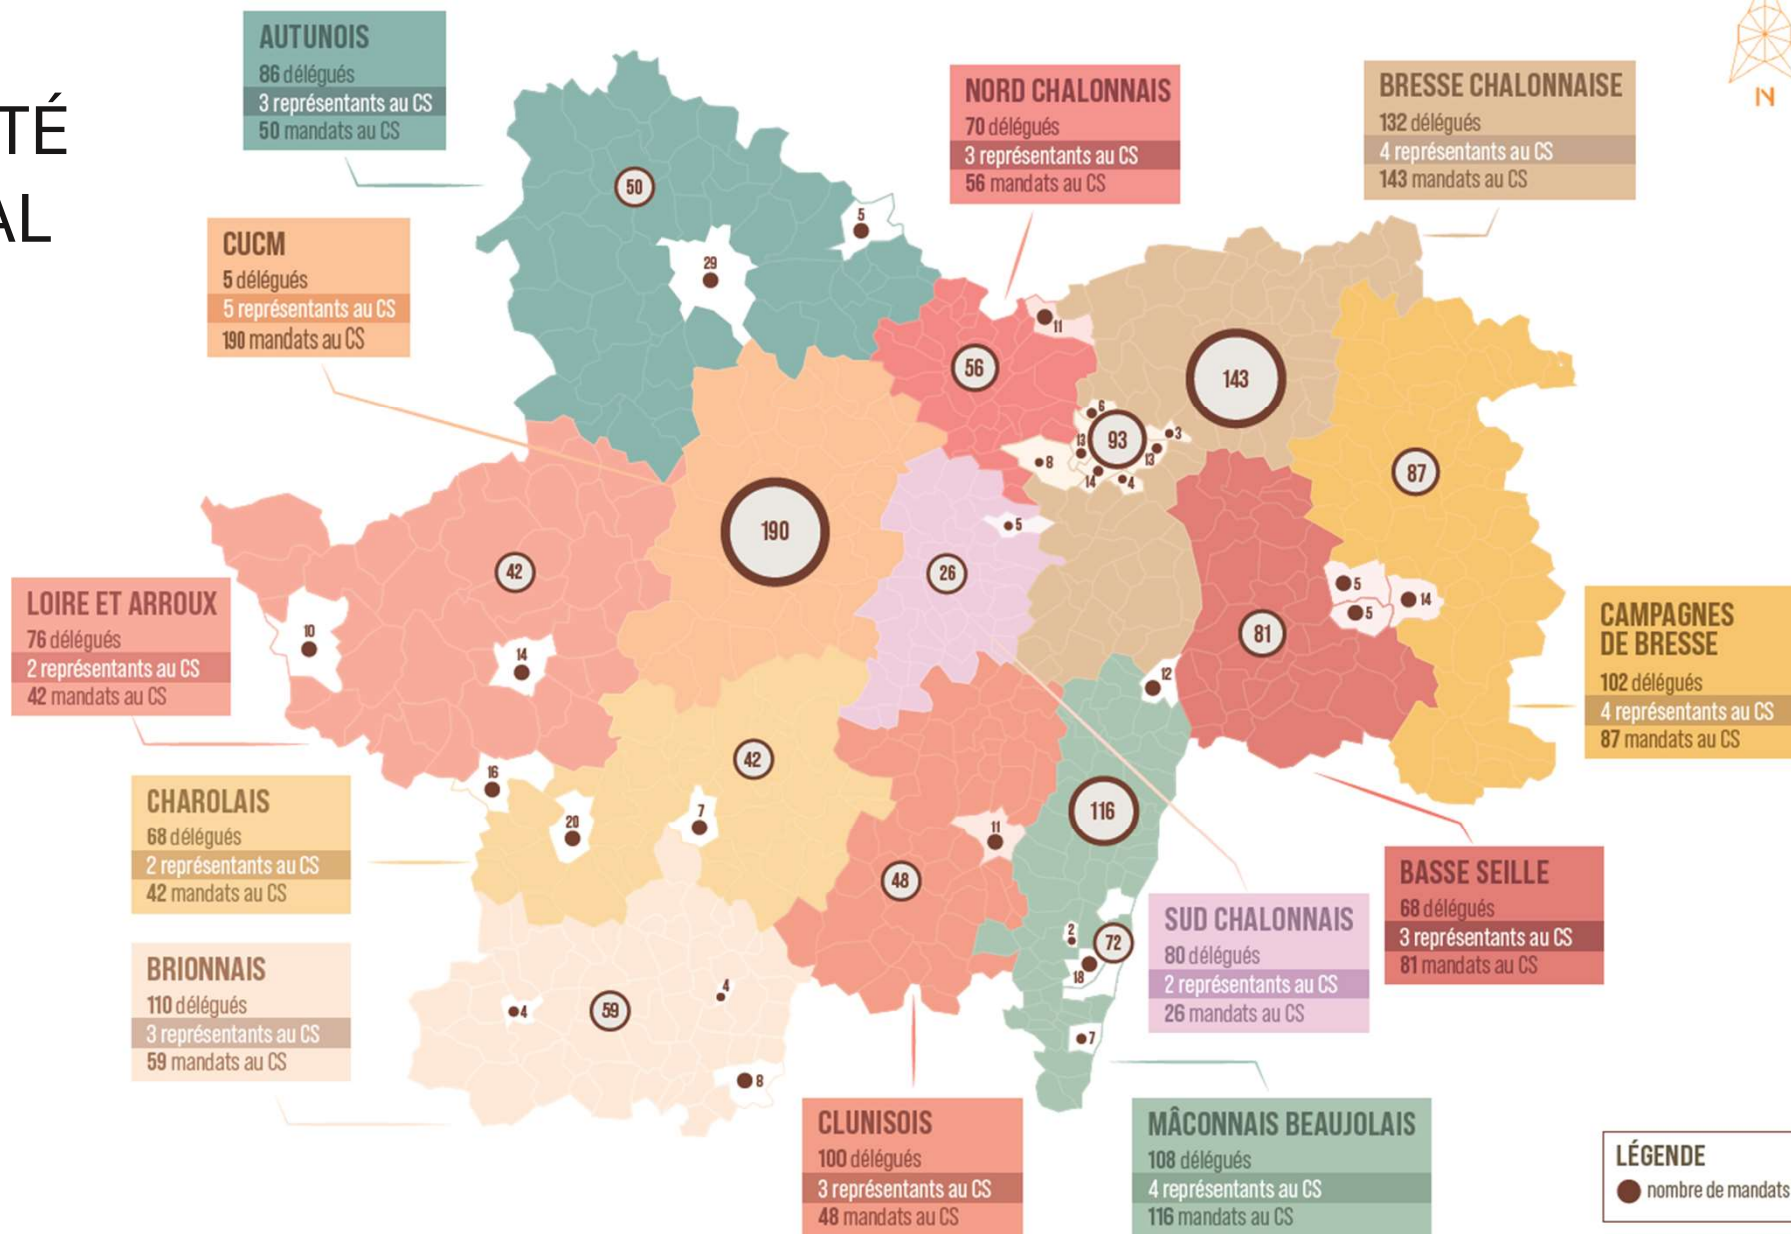 TÉ
AL
AUTUNOIS
86 délégués
3 représentants au CS
50 mandats au CS
NORD CHALONNAIS
70 délégués
3 représentants au CS
56 mandats au CS
BRESSE CHALONNAISE
132 délégués
4 représentants au CS
143 mandats au CS
N
CUCM
5 délégués
5 représentants au CS
190 mandats au CS
LOIRE ET ARROUX
76 délégués
2 représentants au CS
42 mandats au CS
CAMPAGNES
DE BRESSE
102 délégués
4 représentants au CS
87 mandats au CS
CHAROLAIS
68 délégués
2 représentants au CS
42 mandats au CS
BASSE SEILLE
68 délégués
3 représentants au CS
81 mandats au CS
SUD CHALONNAIS
80 délégués
2 représentants au CS
26 mandats au CS
BRIONNAIS
110 délégués
3 représentants au CS
59 mandats au CS
CLUNISOIS
100 délégués
3 représentants au CS
48 mandats au CS
MÂCONNAIS BEAUJOLAIS
108 délégués
4 représentants au CS
116 mandats au CS
LÉGENDE
nombre de mandats
50
5
29
11
56
143
6
93
3
13
13
8
14
4
87
190
5
42
26
5
14
5
10
14
81
12
16
42
20
7
116
11
48
2
72
18
4
59
4
7
8